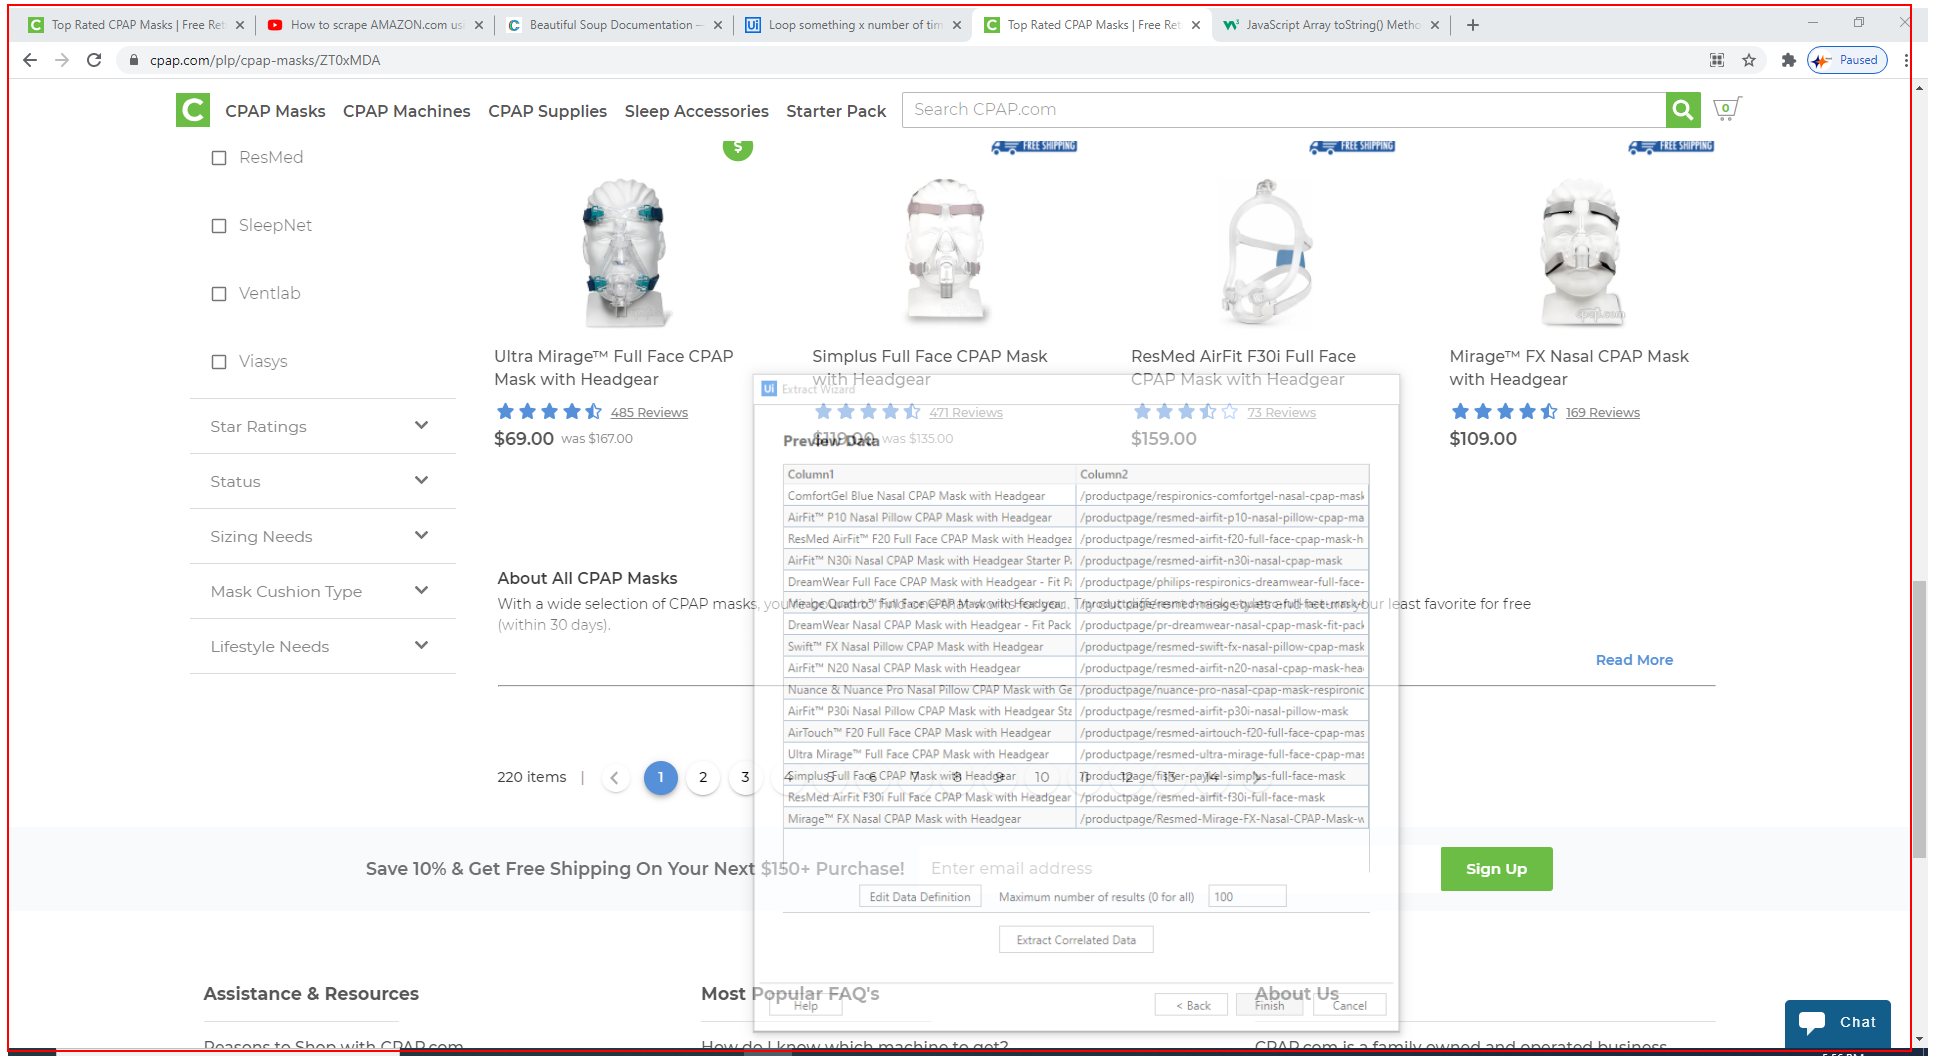 Top Rated CPAP Masks | Free Ret
How to scrape AMAZON.com us
Beautiful Soup Documentation —
Loop something x number of tim
Top Rated CPAP Masks | Free Ret
JavaScript Array toString() Metho
cpap.com/plp/cpap-masks/ZT0xMDA
Paused
C CPAP Masks CPAP Machines CPAP Supplies Sleep Accessories Starter Pack Search CPAP.com 0
ResMed
SleepNet
Ventlab
Viasys
Star Ratings
Status
Sizing Needs
Mask Cushion Type
Lifestyle Needs
$ FREE SHIPPING FREE SHIPPING FREE SHIPPING
cpap.com
Ultra Mirage™ Full Face CPAP
Mask with Headgear
485 Reviews
$69.00 was $167.00
Simplus Full Face CPAP Mask
with Headgear
471 Reviews
$119.00 was $135.00
ResMed AirFit F30i Full Face
CPAP Mask with Headgear
73 Reviews
$159.00
Mirage™ FX Nasal CPAP Mask
with Headgear
169 Reviews
$109.00
About All CPAP Masks
With a wide selection of CPAP masks, you're bound to find one that works for you. Try out different mask styles and return your least favorite for free
(within 30 days).
Read More
220 items | 1 2 3 4 5 6 7 8 9 10 11 12 13 14
Ui Extract Wizard
Preview Data
Column1 Column2
ComfortGel Blue Nasal CPAP Mask with Headgear /productpage/respironics-comfortgel-nasal-cpap-mask
AirFit™ P10 Nasal Pillow CPAP Mask with Headgear /productpage/resmed-airfit-p10-nasal-pillow-cpap-ma
ResMed AirFit™ F20 Full Face CPAP Mask with Headgea /productpage/resmed-airfit-f20-full-face-cpap-mask-h
AirFit™ N30i Nasal CPAP Mask with Headgear Starter Pa /productpage/resmed-airfit-n30i-nasal-cpap-mask
DreamWear Full Face CPAP Mask with Headgear - Fit Pa /productpage/philips-respironics-dreamwear-full-face-
Mirage Quattro™ Full Face CPAP Mask with Headgear /productpage/resmed-mirage-quattro-full-face-mask-h
DreamWear Nasal CPAP Mask with Headgear - Fit Pack /productpage/pr-dreamwear-nasal-cpap-mask-fit-pack
Swift™ FX Nasal Pillow CPAP Mask with Headgear /productpage/resmed-swift-fx-nasal-pillow-cpap-mask
AirFit™ N20 Nasal CPAP Mask with Headgear /productpage/resmed-airfit-n20-nasal-cpap-mask-hea
Nuance & Nuance Pro Nasal Pillow CPAP Mask with Ge /productpage/nuance-pro-nasal-cpap-mask-respironic
AirFit™ P30i Nasal Pillow CPAP Mask with Headgear Sta /productpage/resmed-airfit-p30i-nasal-pillow-mask
AirTouch™ F20 Full Face CPAP Mask with Headgear /productpage/resmed-airtouch-f20-full-face-cpap-mas
Ultra Mirage™ Full Face CPAP Mask with Headgear /productpage/resmed-ultra-mirage-full-face-cpap-mas
Simplus Full Face CPAP Mask with Headgear /productpage/fisher-paykel-simplus-full-face-mask
ResMed AirFit F30i Full Face CPAP Mask with Headgear /productpage/resmed-airfit-f30i-full-face-mask
Mirage™ FX Nasal CPAP Mask with Headgear /productpage/Resmed-Mirage-FX-Nasal-CPAP-Mask-w
Edit Data Definition Maximum number of results (0 for all) 100
Extract Correlated Data
Help < Back Finish Cancel
Save 10% & Get Free Shipping On Your Next $150+ Purchase! Enter email address Sign Up
Assistance & Resources
Reasons to Shop with CPAP.com
Most Popular FAQ's
How do I know which machine to get?
About Us
CPAP.com is a family owned and operated business
Chat